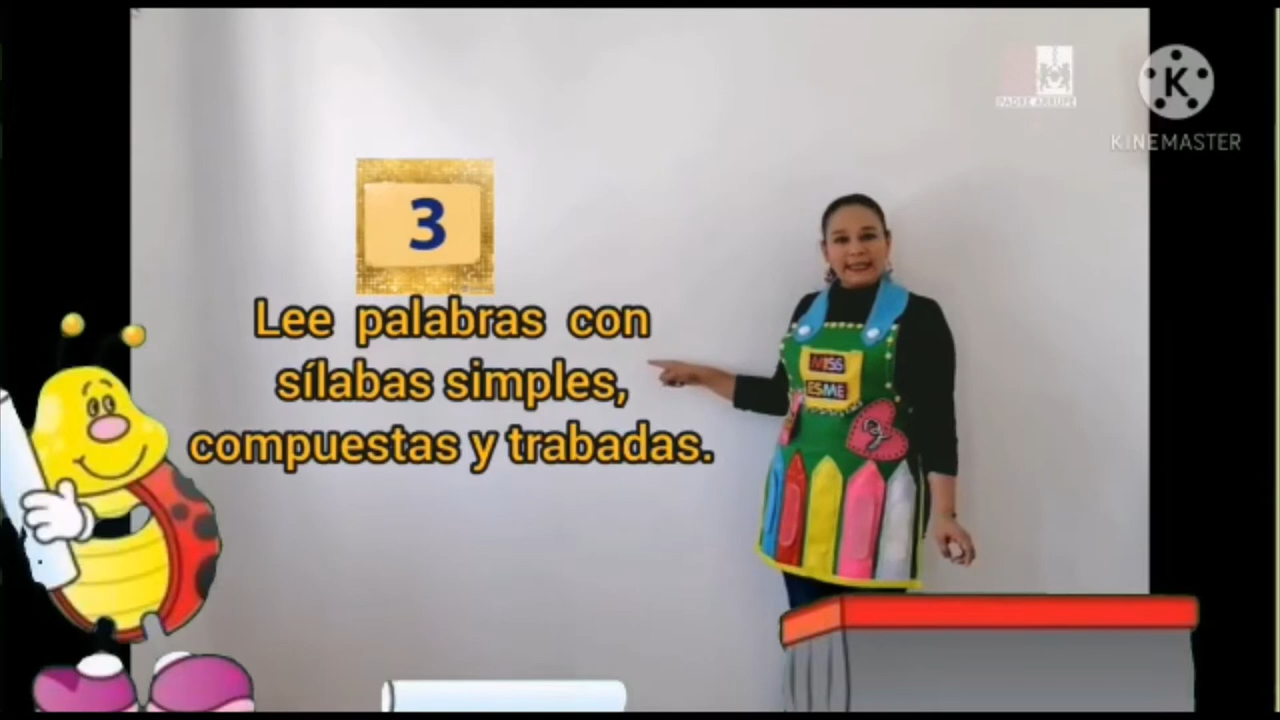 PADRE ARRUPE
K
KINEMASTER
3
Lee palabras con
sílabas simples,
compuestas y trabadas.
MISS
ESME